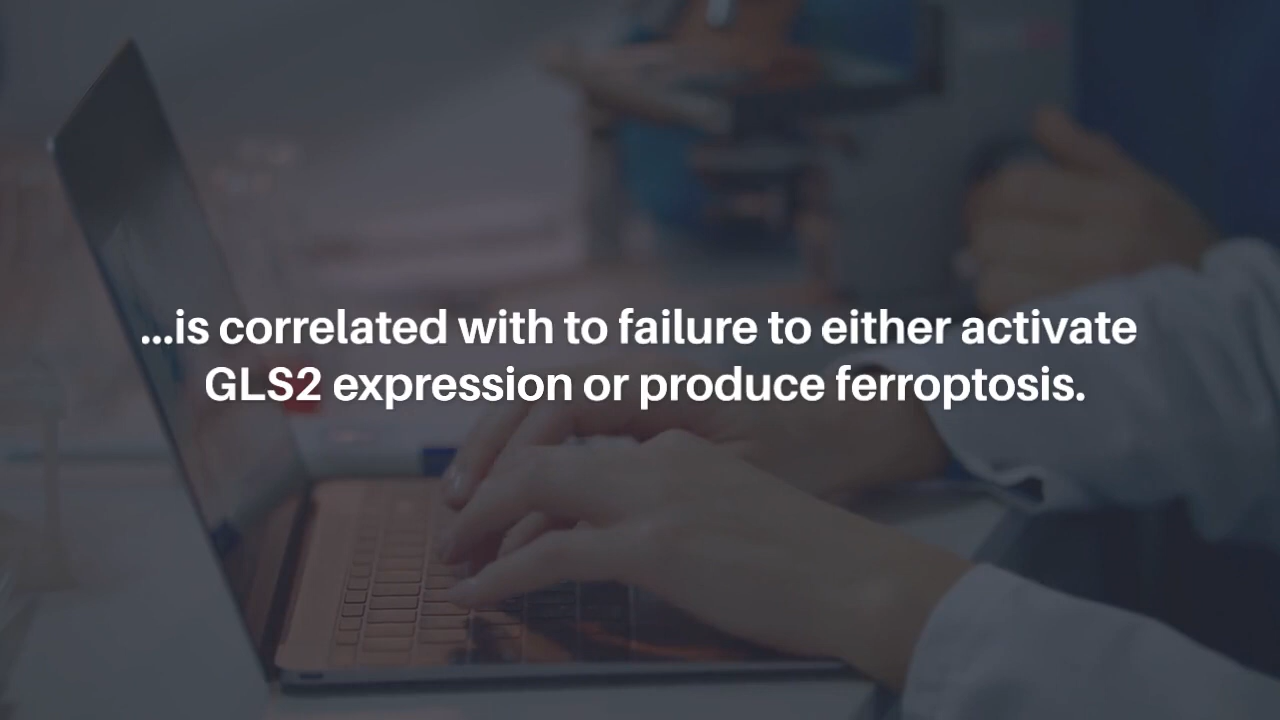 ...is correlated with to failure to either activate
GLS2 expression or produce ferroptosis.